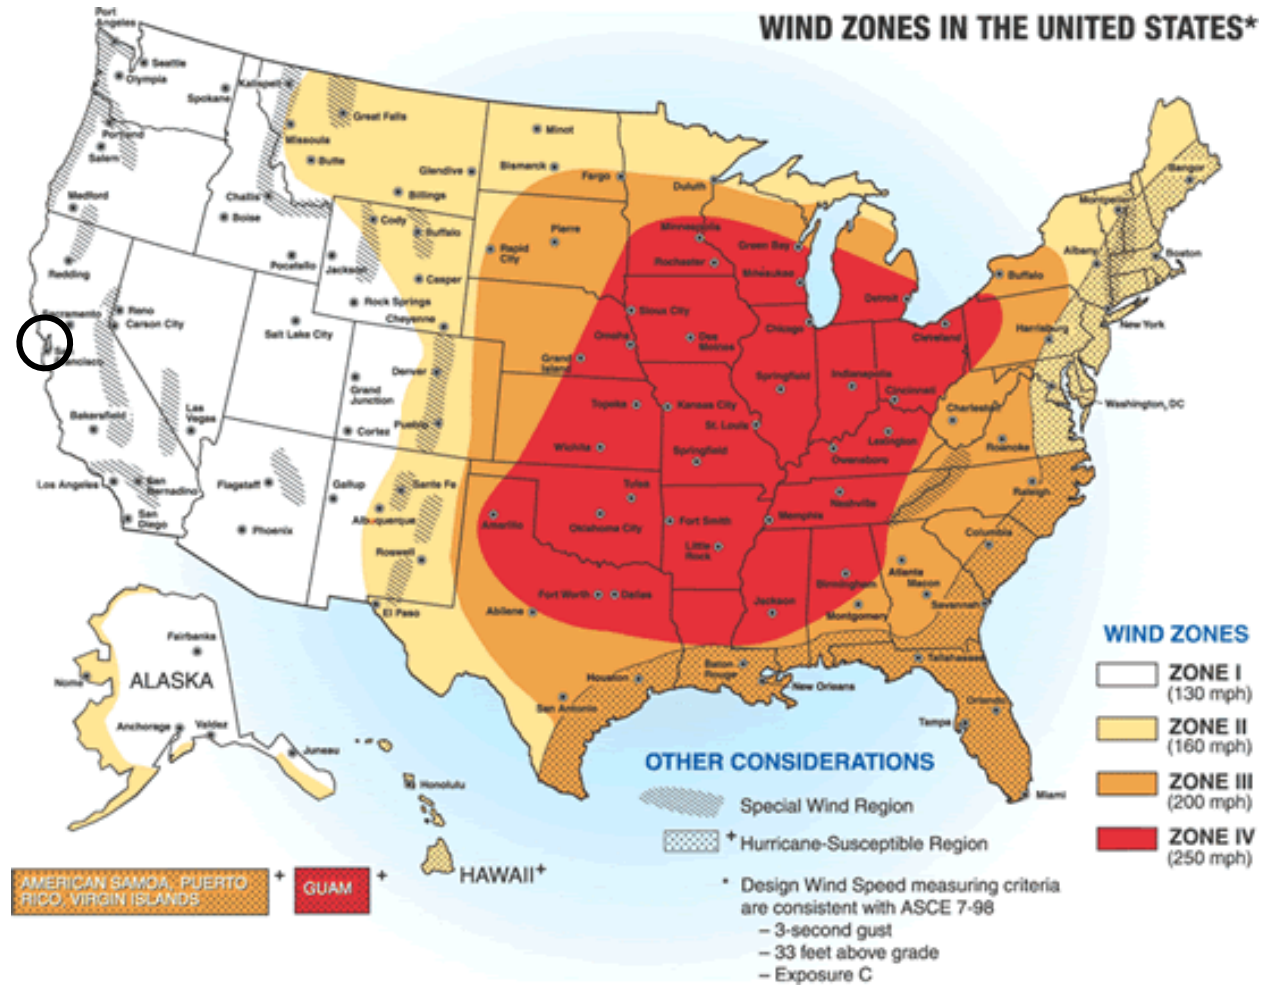 WIND ZONES IN THE UNITED STATES*
Port
Angeles
Seattle
Olympia
Spokane
Kalispell
Great Falls
Missoula
Butte
Glendive
Billings
Minot
Bismarck
Fargo
Duluth
Portland
Salem
Medford
Challis
Boise
Pocatello
Jackson
Cody
Buffalo
Casper
Rock Springs
Cheyenne
Pierre
Rapid
City
Minneapolis
Rochester
Green Bay
Milwaukee
Detroit
Chicago
Cleveland
Buffalo
Albany
Montpelier
Bangor
Boston
New York
Harrisburg
Washington, DC
Redding
Sacramento
Reno
Carson City
San
Francisco
Salt Lake City
Denver
Grand
Junction
Pueblo
Cortez
Las
Vegas
Bakersfield
Los Angeles
San
Bernadino
San
Diego
Flagstaff
Phoenix
Gallup
Sante Fe
Albuquerque
Roswell
El Paso
Sioux City
Omaha
Des
Moines
Grand
Island
Topeka
Kansas City
Springfield
Indianapolis
Cincinnati
St. Louis
Wichita
Springfield
Lexington
Owensboro
Charleston
Roanoke
Raleigh
Nashville
Tulsa
Oklahoma City
Fort Smith
Memphis
Little
Rock
Amarillo
Columbia
Atlanta
Macon
Savannah
Birmingham
Montgomery
Jackson
Fort Worth
Dallas
Abilene
Houston
San Antonio
Baton
Rouge
New Orleans
Tallahassee
Orlando
Tampa
Miami
Fairbanks
Nome
ALASKA
Anchorage
Valdez
Juneau
Honolulu
HAWAII+
AMERICAN SAMOA, PUERTO
RICO, VIRGIN ISLANDS
+
GUAM
+
OTHER CONSIDERATIONS
Special Wind Region
+ Hurricane-Susceptible Region
* Design Wind Speed measuring criteria
are consistent with ASCE 7-98
– 3-second gust
– 33 feet above grade
– Exposure C
WIND ZONES
ZONE I
(130 mph)
ZONE II
(160 mph)
ZONE III
(200 mph)
ZONE IV
(250 mph)